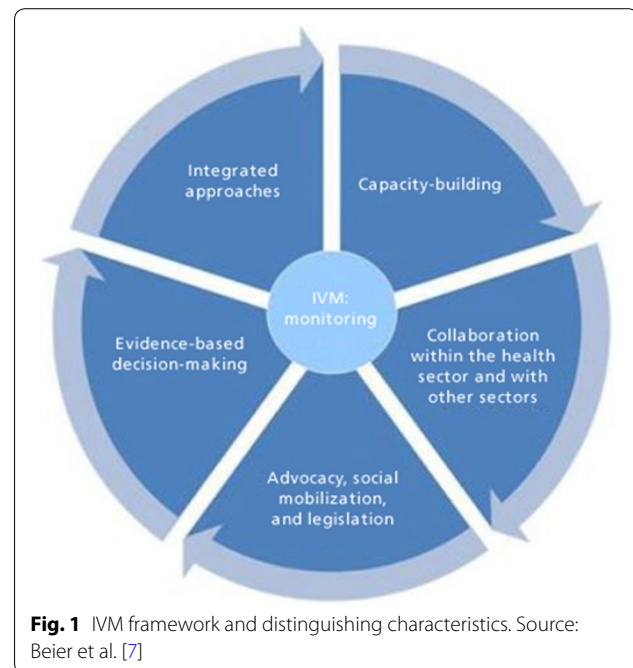 Integrated
approaches
Capacity-building
IVM:
monitoring
Evidence-based
decision-making
Collaboration
within the health
sector and with
other sectors
Advocacy, social
mobilization,
and legislation
Fig. 1 IVM framework and distinguishing characteristics. Source:
Beier et al. [7]